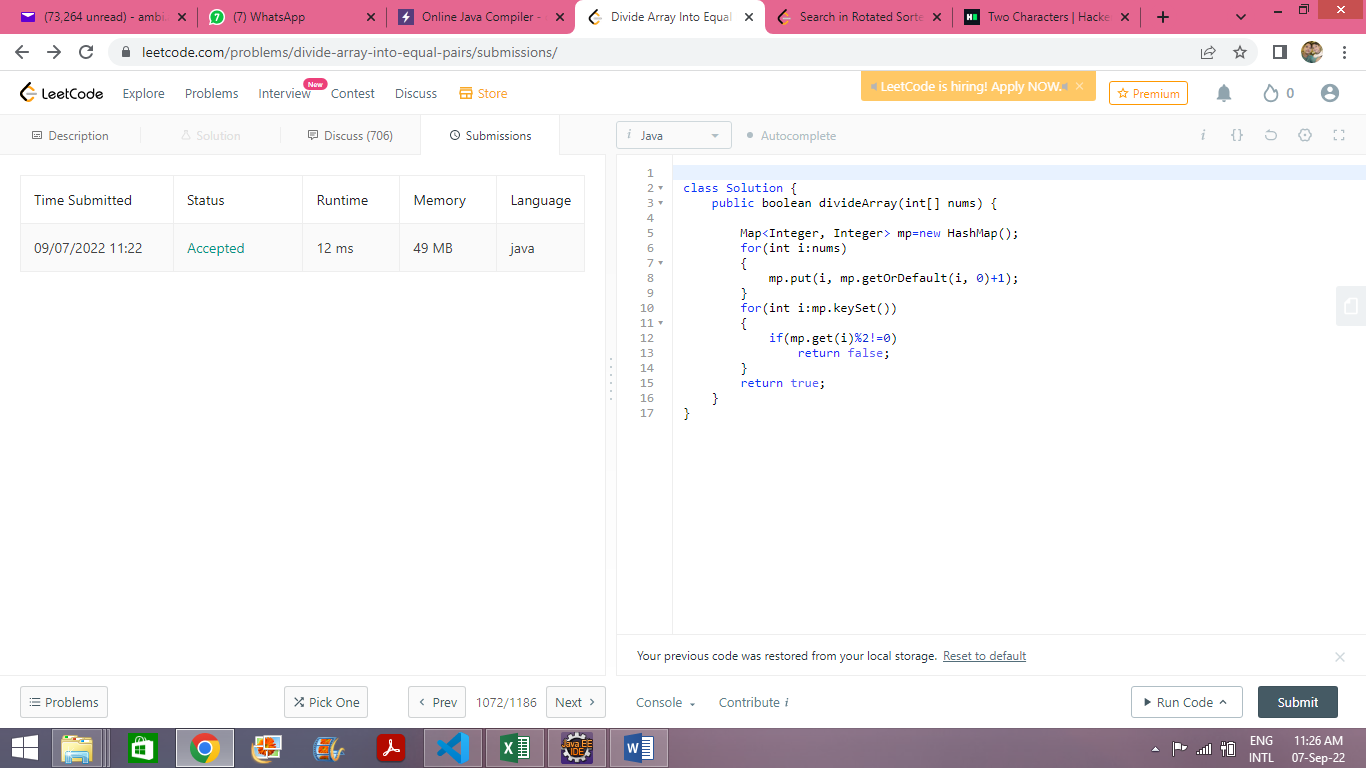 (73,264 unread) - ambi
(7) WhatsApp
Online Java Compiler -
Divide Array Into Equal
Search in Rotated Sorte
Two Characters | Hacke
leetcode.com/problems/divide-array-into-equal-pairs/submissions/
LeetCode
Explore
Problems
Interview
New
Contest
Discuss
Store
LeetCode is hiring! Apply NOW.
Premium
0
Description
Solution
Discuss (706)
Submissions
i Java
Autocomplete
i {}
Time Submitted Status Runtime Memory Language
09/07/2022 11:22 Accepted 12 ms 49 MB java
1
2 class Solution {
3 public boolean divideArray(int[] nums) {
4
5 Map<Integer, Integer> mp=new HashMap();
6 for(int i:nums)
7 {
8 mp.put(i, mp.getOrDefault(i, 0)+1);
9 }
10 for(int i:mp.keySet())
11 {
12 if(mp.get(i)%2!=0)
13 return false;
14 }
15 return true;
16 }
17 }
Your previous code was restored from your local storage. Reset to default
Problems
Pick One
Prev
1072/1186
Next
Console
Contribute i
Run Code
Submit
7
H
A
X
Java EE
IDE
W
ENG
INTL
11:26 AM
07-Sep-22